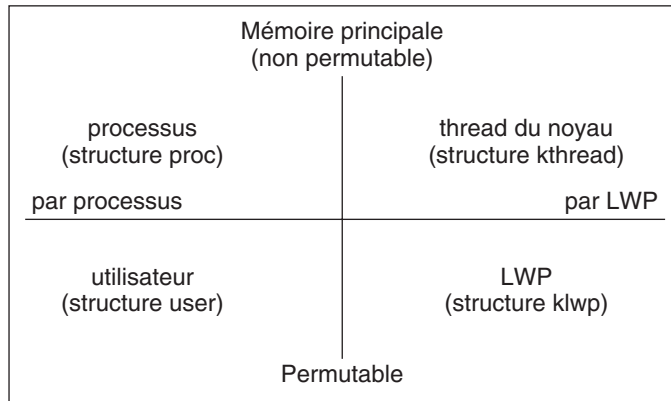 Mémoire principale
(non permutable)
processus
(structure proc)
thread du noyau
(structure kthread)
par processus
par LWP
utilisateur
(structure user)
LWP
(structure klwp)
Permutable